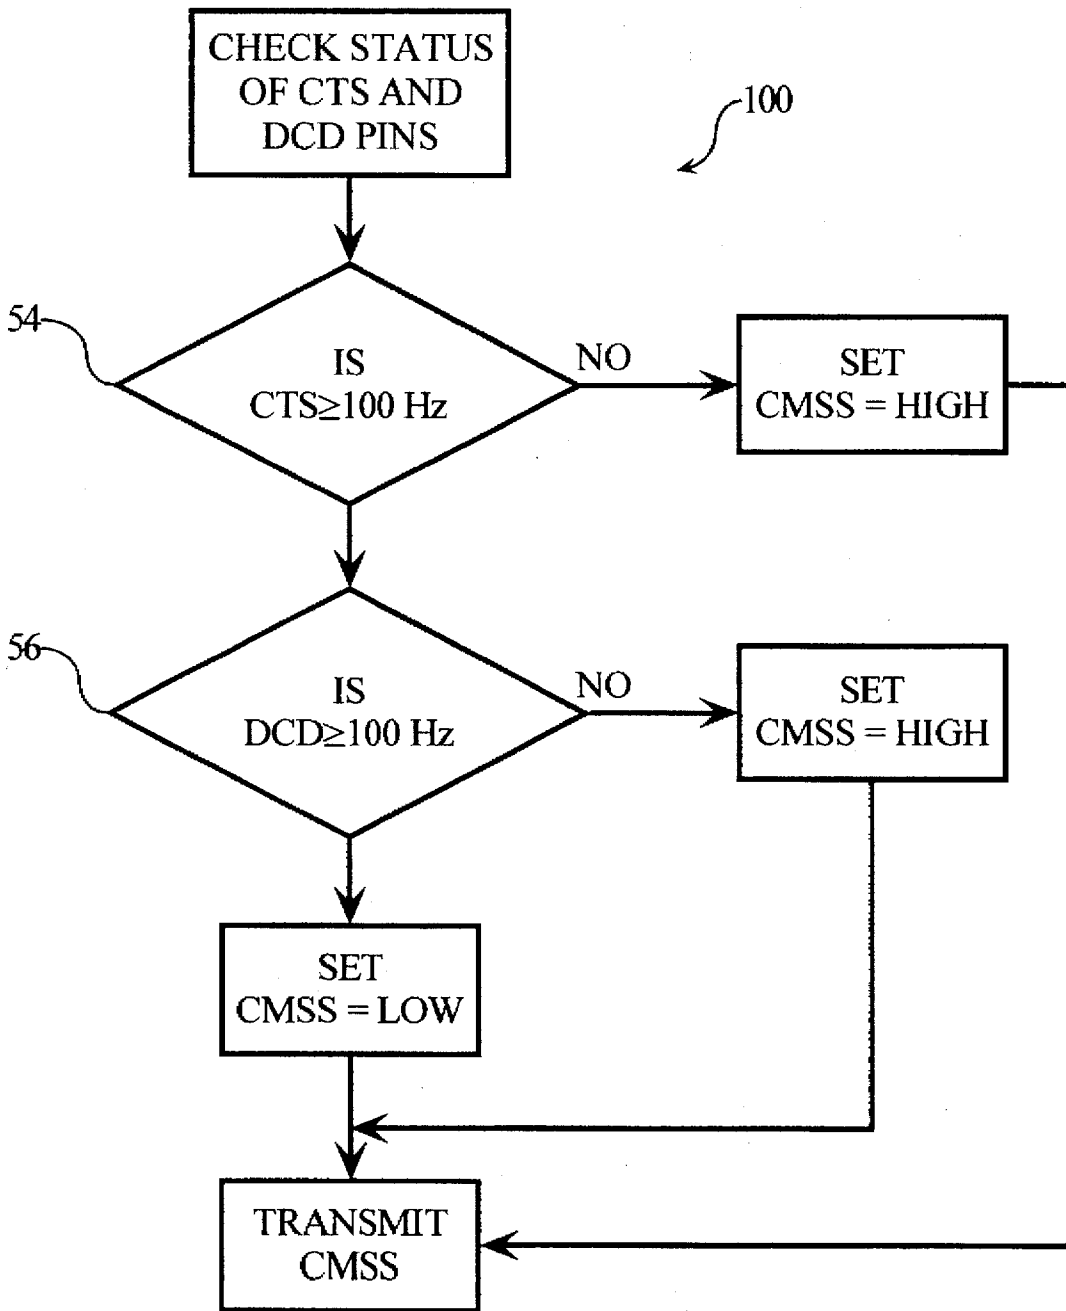 CHECK STATUS
OF CTS AND
DCD PINS
100
54
IS
CTS≥100 Hz
NO
SET
CMSS = HIGH
56
IS
DCD≥100 Hz
NO
SET
CMSS = HIGH
SET
CMSS = LOW
TRANSMIT
CMSS